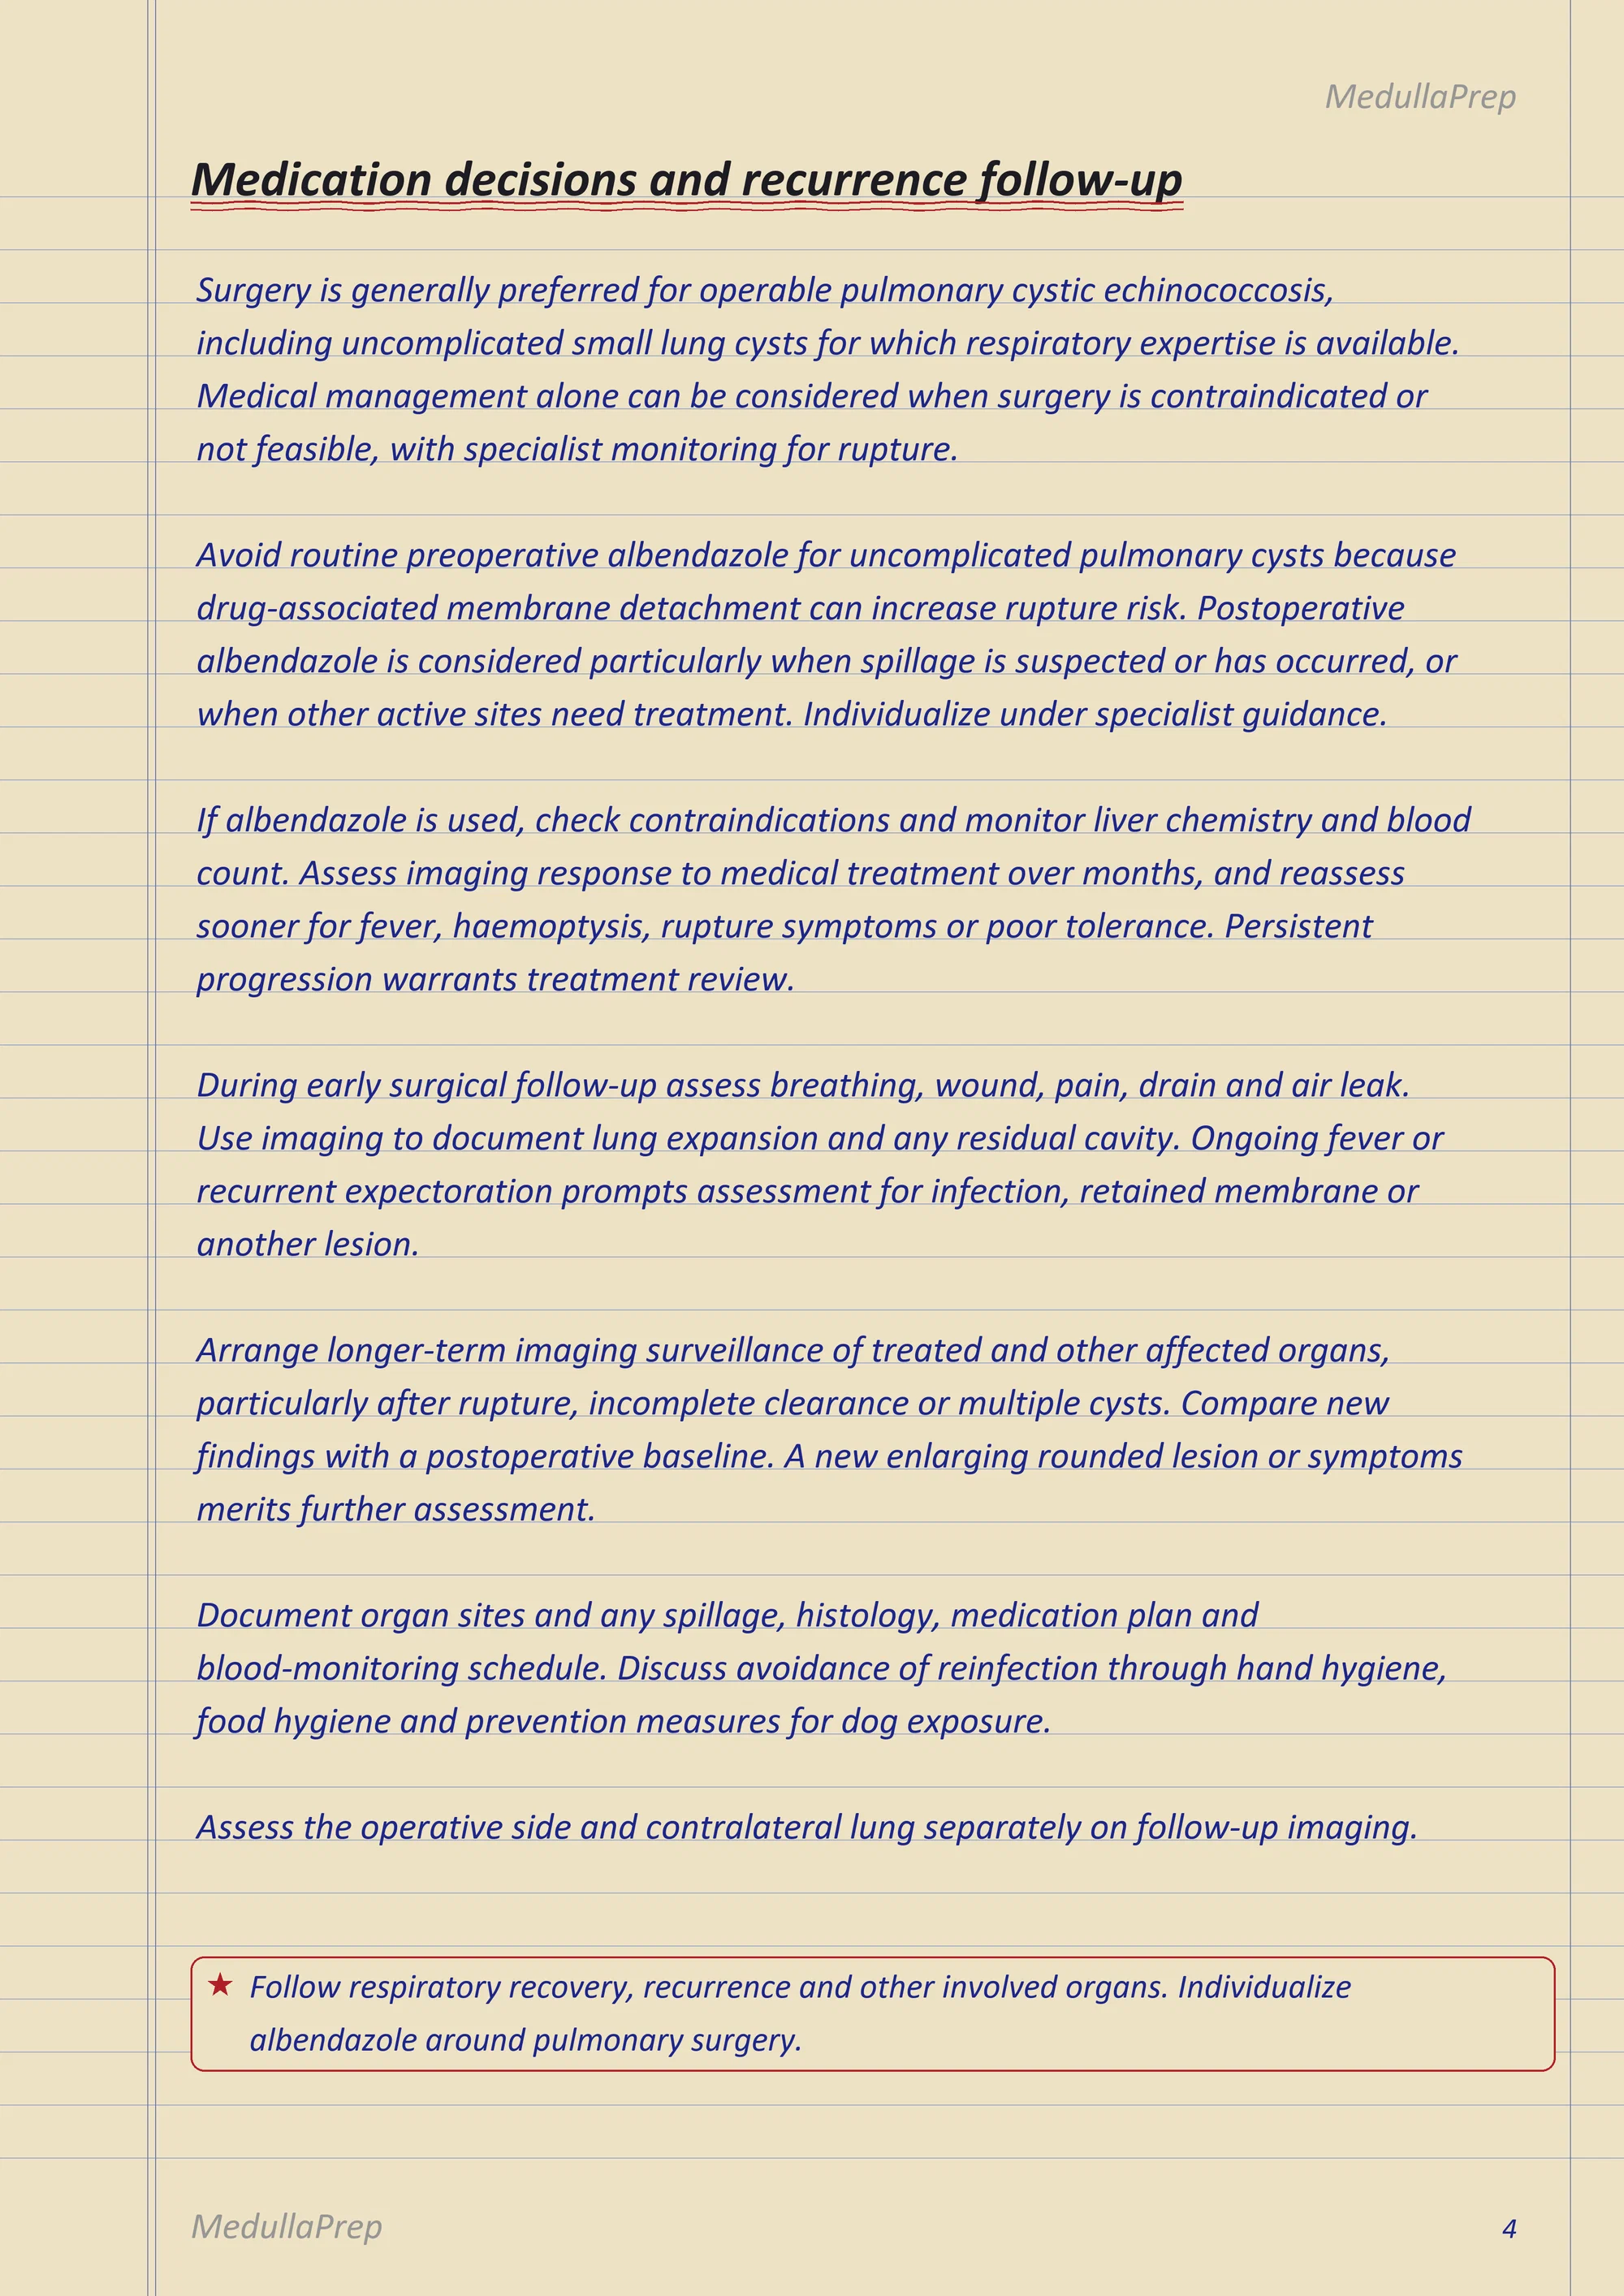 MedullaPrep
Medication decisions and recurrence follow-up
Surgery is generally preferred for operable pulmonary cystic echinococcosis,
including uncomplicated small lung cysts for which respiratory expertise is available.
Medical management alone can be considered when surgery is contraindicated or
not feasible, with specialist monitoring for rupture.
Avoid routine preoperative albendazole for uncomplicated pulmonary cysts because
drug-associated membrane detachment can increase rupture risk. Postoperative
albendazole is considered particularly when spillage is suspected or has occurred, or
when other active sites need treatment. Individualize under specialist guidance.
If albendazole is used, check contraindications and monitor liver chemistry and blood
count. Assess imaging response to medical treatment over months, and reassess
sooner for fever, haemoptysis, rupture symptoms or poor tolerance. Persistent
progression warrants treatment review.
During early surgical follow-up assess breathing, wound, pain, drain and air leak.
Use imaging to document lung expansion and any residual cavity. Ongoing fever or
recurrent expectoration prompts assessment for infection, retained membrane or
another lesion.
Arrange longer-term imaging surveillance of treated and other affected organs,
particularly after rupture, incomplete clearance or multiple cysts. Compare new
findings with a postoperative baseline. A new enlarging rounded lesion or symptoms
merits further assessment.
Document organ sites and any spillage, histology, medication plan and
blood-monitoring schedule. Discuss avoidance of reinfection through hand hygiene,
food hygiene and prevention measures for dog exposure.
Assess the operative side and contralateral lung separately on follow-up imaging.
★ Follow respiratory recovery, recurrence and other involved organs. Individualize
albendazole around pulmonary surgery.
MedullaPrep
4